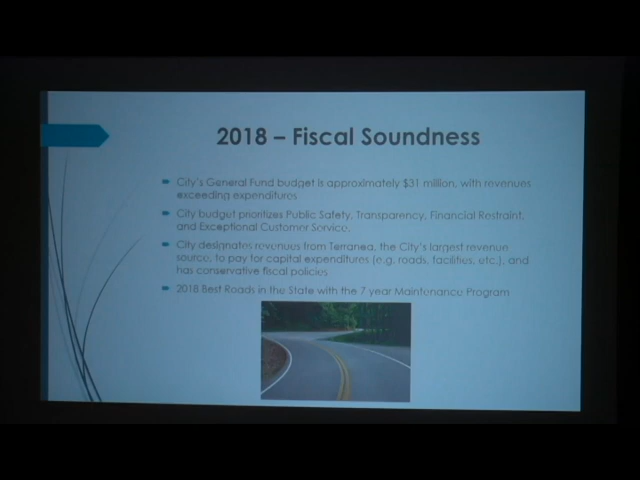 2018 – Fiscal Soundness
City's General Fund budget is approximately $31 million, with revenues
exceeding expenditures
City budget prioritizes Public Safety, Transparency, Financial Restraint,
and Exceptional Customer Service.
City designates revenues from Terranea, the City's largest revenue
source, to pay for capital expenditures (e.g. roads, facilities, etc.), and
has conservative fiscal policies
2018 Best Roads in the State with the 7 year Maintenance Program